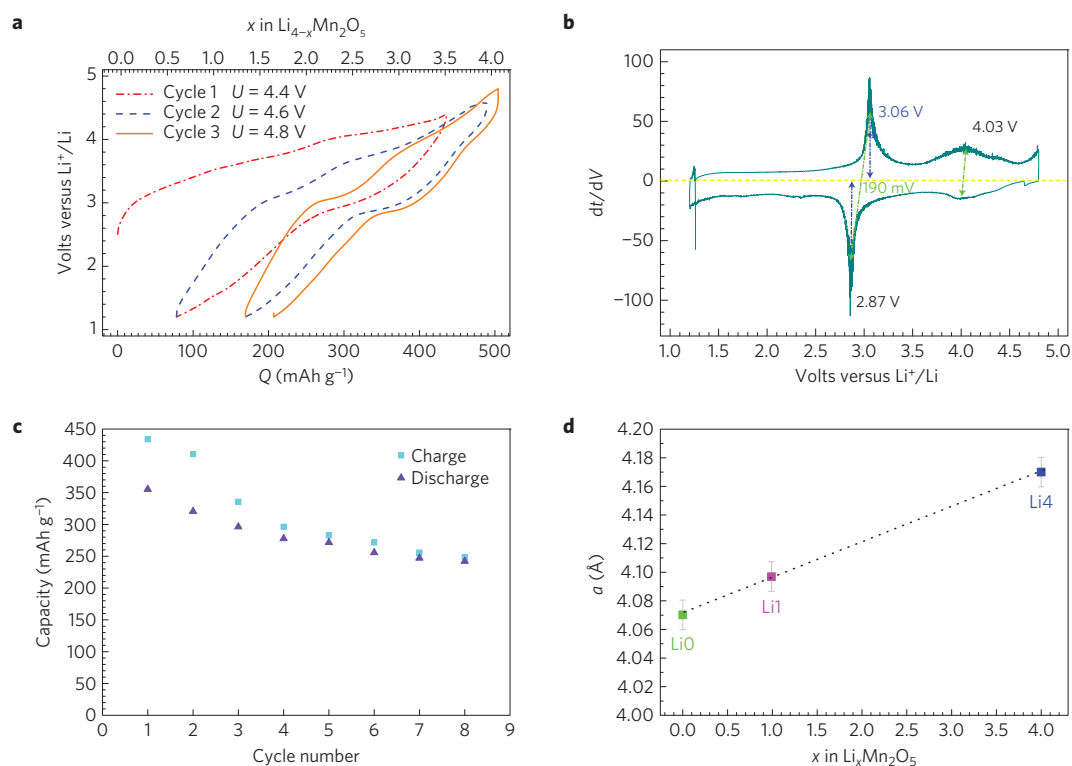 a
x in Li₄₋ₓMn₂O₅
0.0 0.5 1.0 1.5 2.0 2.5 3.0 3.5 4.0
5
4
3
2
1
Volts versus Li⁺/Li
Cycle 1 U = 4.4 V
Cycle 2 U = 4.6 V
Cycle 3 U = 4.8 V
0 100 200 300 400 500
Q (mAh g⁻¹)
b
100
50
0
−50
−100
dt/dV
3.06 V
4.03 V
190 mV
2.87 V
1.0 1.5 2.0 2.5 3.0 3.5 4.0 4.5 5.0
Volts versus Li⁺/Li
c
450
400
350
300
250
200
150
100
50
0
Capacity (mAh g⁻¹)
Charge
Discharge
0 1 2 3 4 5 6 7 8 9
Cycle number
d
4.20
4.18
4.16
4.14
4.12
4.10
4.08
4.06
4.04
4.02
4.00
a (Å)
Li4
Li1
Li0
0.0 0.5 1.0 1.5 2.0 2.5 3.0 3.5 4.0
x in LiₓMn₂O₅